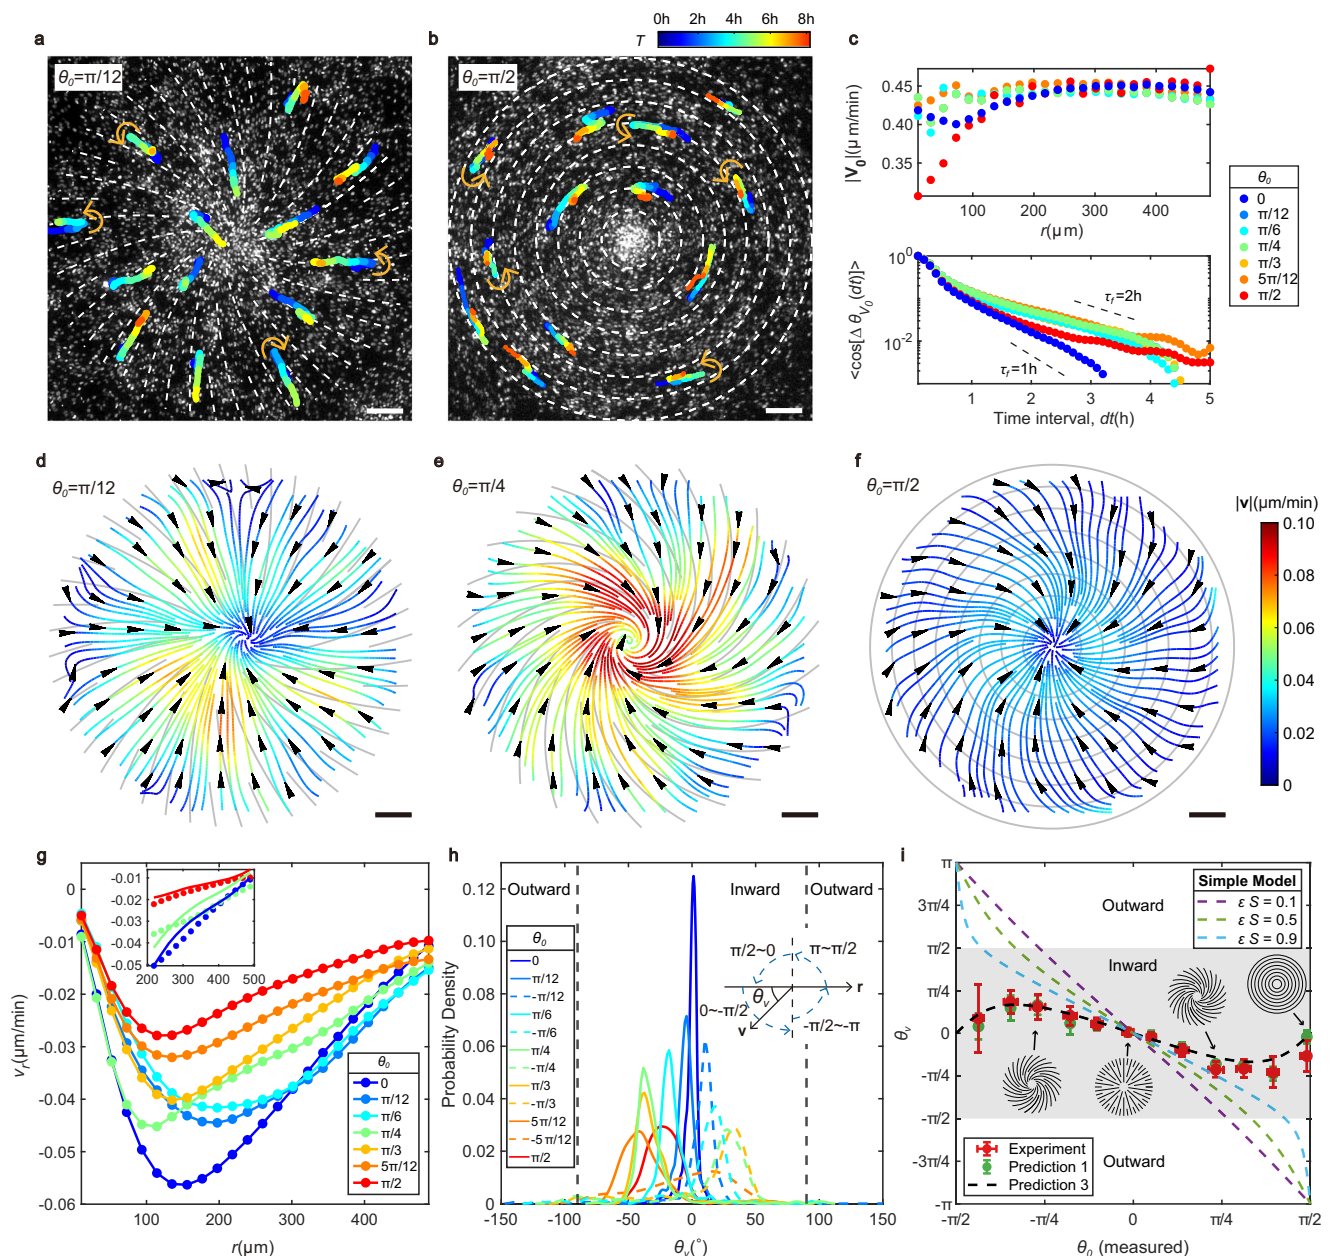 a
θ₀=π/12
b
θ₀=π/2
T
0h 2h 4h 6h 8h
c
|V₀|(μm/min)
0.45
0.40
0.35
100 200 300 400
r(μm)
<cos[Δθ_V₀(dt)]>
10⁰
10⁻²
τᵣ=2h
τᵣ=1h
1 2 3 4 5
Time interval, dt(h)
θ₀
0
π/12
π/6
π/4
π/3
5π/12
π/2
d
θ₀=π/12
e
θ₀=π/4
f
θ₀=π/2
|v|(μm/min)
0.10
0.08
0.06
0.04
0.02
0
g
vᵣ(μm/min)
0
-0.01
-0.02
-0.03
-0.04
-0.05
-0.06
-0.01
-0.02
-0.03
-0.04
-0.05
200 300 400 500
θ₀
0
π/12
π/6
π/4
π/3
5π/12
π/2
100 200 300 400
r(μm)
h
Probability Density
0.12
0.10
0.08
0.06
0.04
0.02
0
Outward Inward Outward
θ₀
0
π/12
-π/12
π/6
-π/6
π/4
-π/4
π/3
-π/3
5π/12
-5π/12
π/2
π/2~0 π~π/2
θᵥ r
0~-π/2 -π/2~-π
v
-150 -100 -50 0 50 100 150
θᵥ(°)
i
θᵥ
π
3π/4
π/2
π/4
0
-π/4
-π/2
-3π/4
-π
Outward
Inward
Outward
Simple Model
ε S = 0.1
ε S = 0.5
ε S = 0.9
Experiment
Prediction 1
Prediction 3
-π/2 -π/4 0 π/4 π/2
θ₀ (measured)